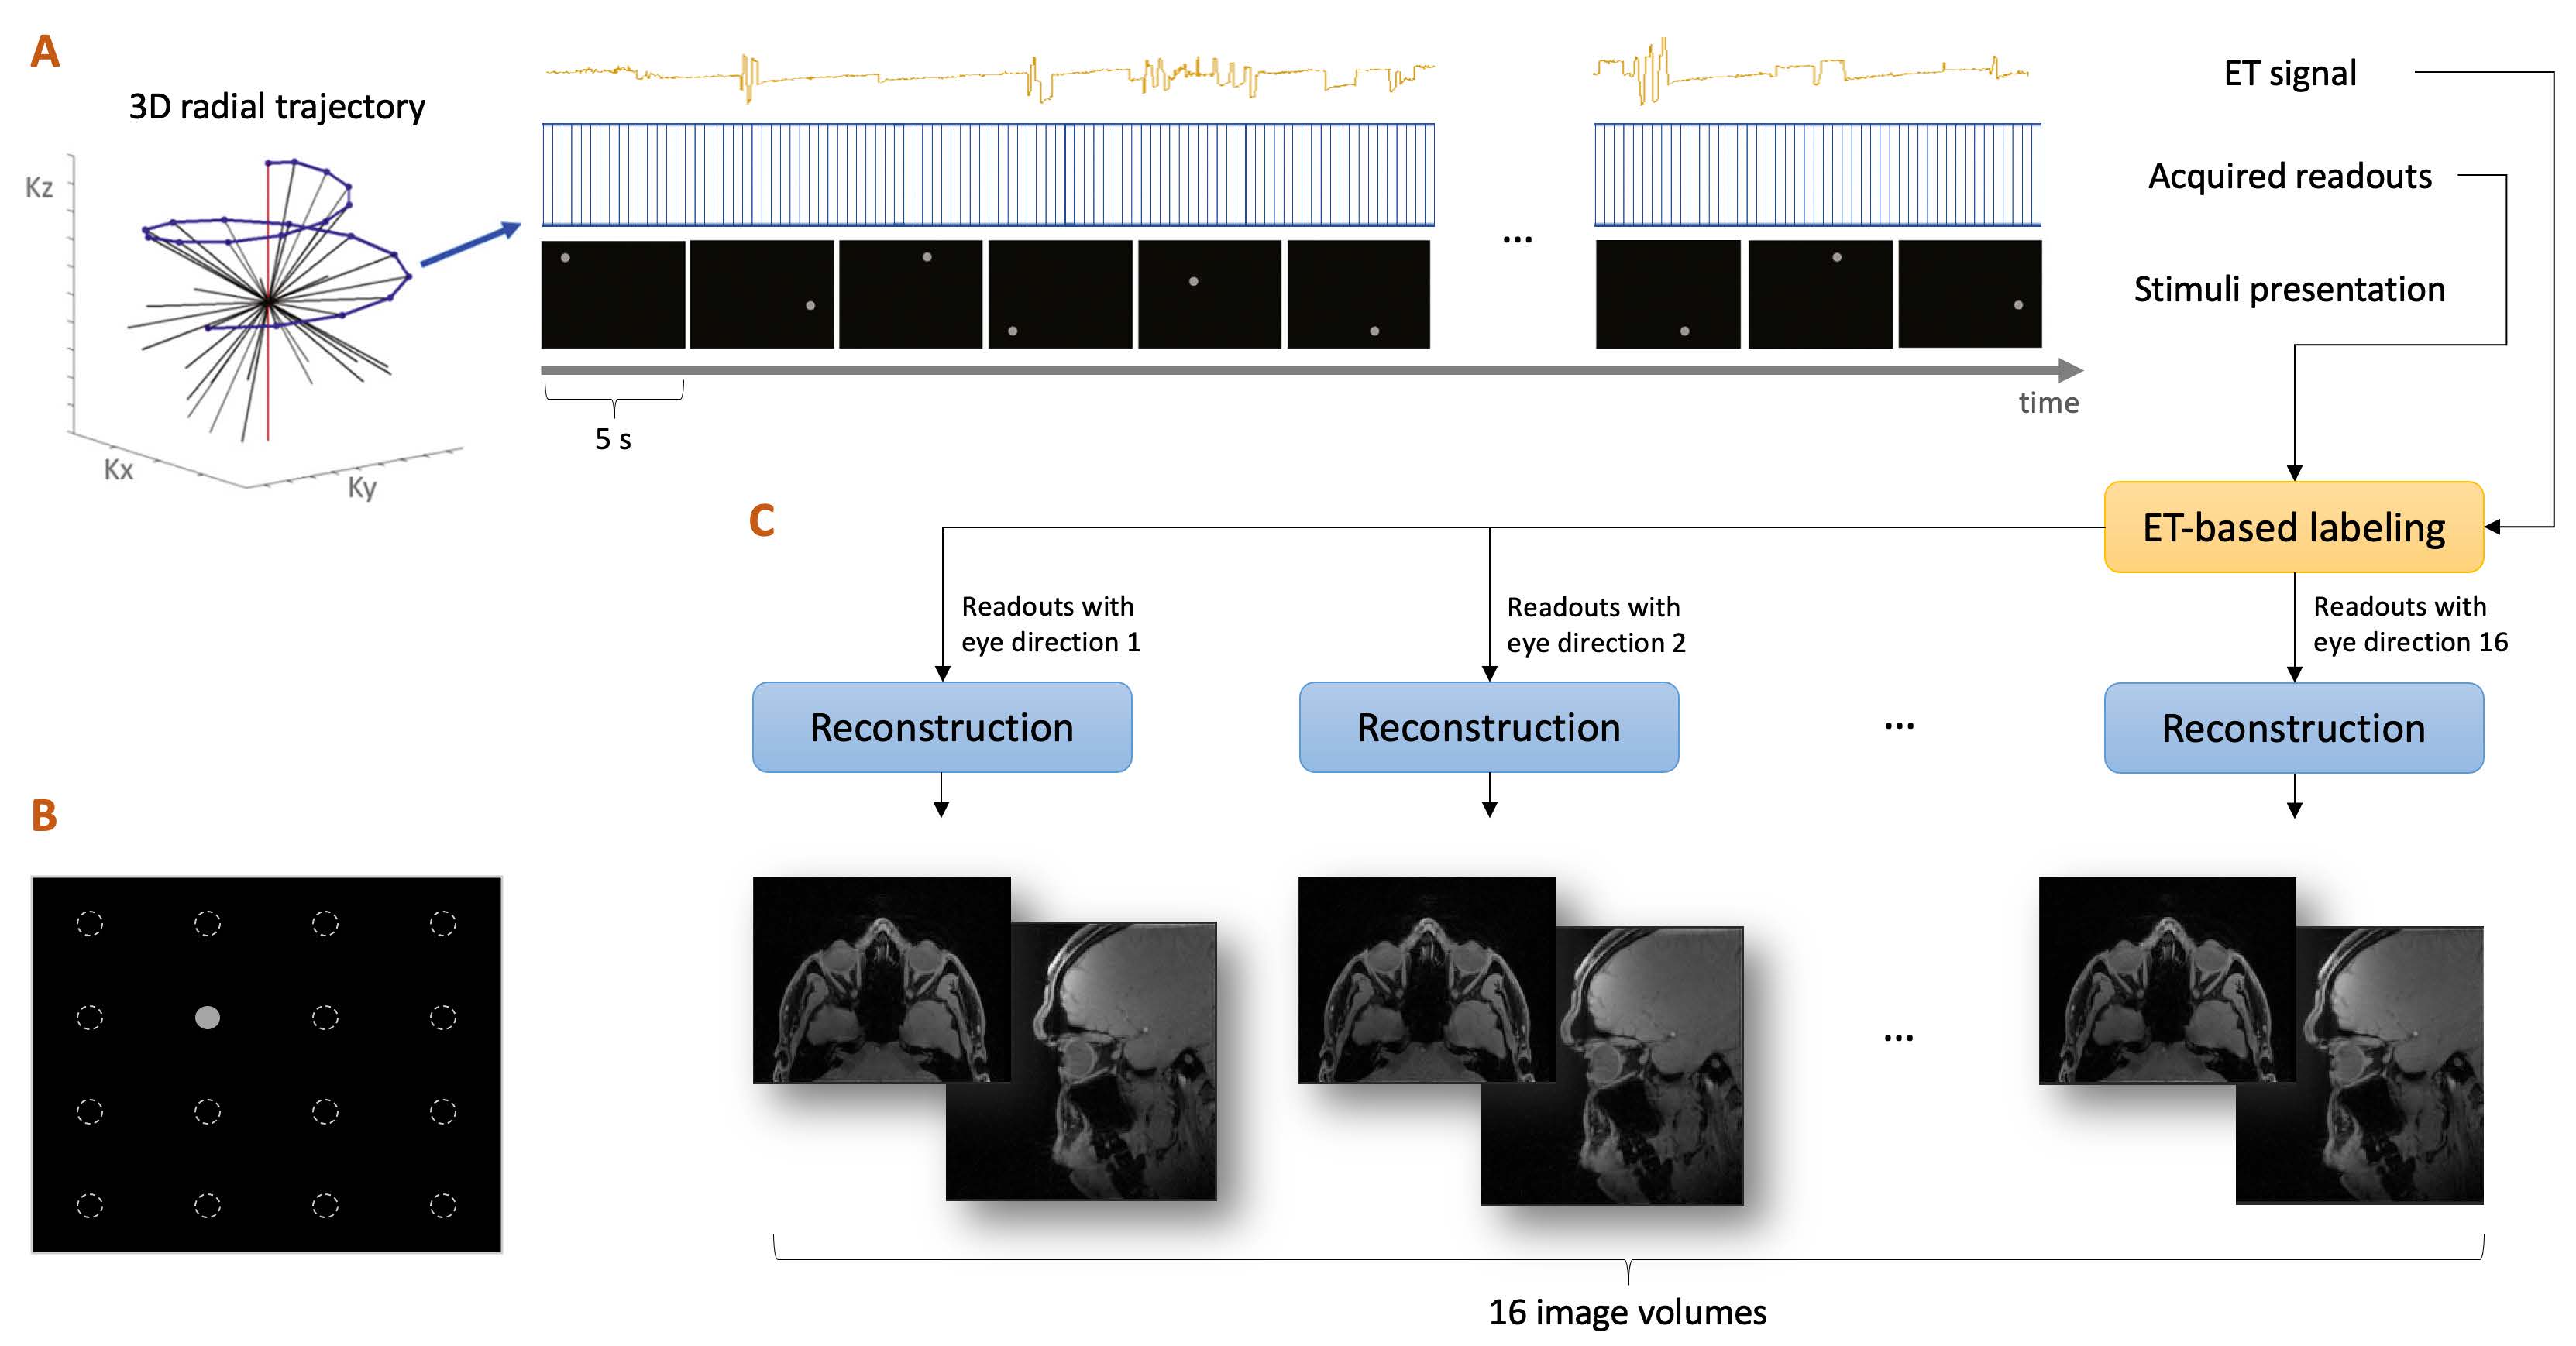 A
3D radial trajectory
Kz
Kx
Ky
ET signal
Acquired readouts
Stimuli presentation
...
time
5 s
C
ET-based labeling
Readouts with
eye direction 1
Readouts with
eye direction 2
Readouts with
eye direction 16
Reconstruction
Reconstruction
...
Reconstruction
B
...
16 image volumes